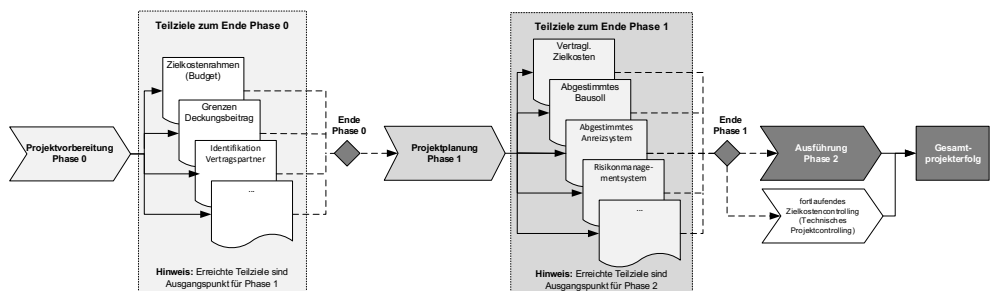 Projektvorbereitung
Phase 0
Teilziele zum Ende Phase 0
Zielkostenrahmen
(Budget)
Grenzen
Deckungsbeitrag
Identifikation
Vertragspartner
...
Hinweis: Erreichte Teilziele sind
Ausgangspunkt für Phase 1
Ende
Phase 0
Projektplanung
Phase 1
Teilziele zum Ende Phase 1
Vertragl.
Zielkosten
Abgestimmtes
Bausoll
Abgestimmtes
Anreizsystem
Risikonmanage-
mentsystem
...
Hinweis: Erreichte Teilziele sind
Ausgangspunkt für Phase 2
Ende
Phase 1
Ausführung
Phase 2
fortlaufendes
Zielkostencontrolling
(Technisches
Projektcontrolling)
Gesamt-
projekterfolg